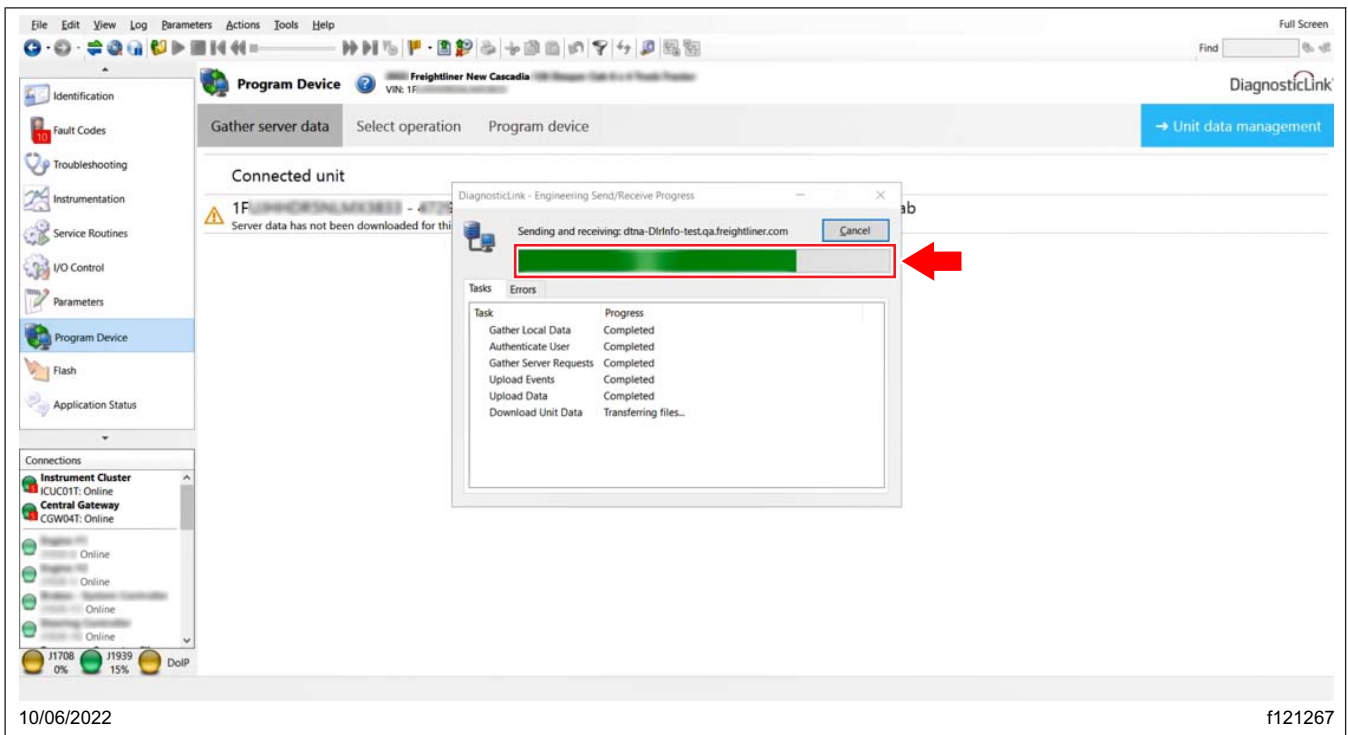 File Edit View Log Parameters Actions Tools Help
Full Screen
Find
Identification
10
Fault Codes
Troubleshooting
Instrumentation
Service Routines
I/O Control
Parameters
Program Device
Flash
Application Status
Connections
Instrument Cluster
ICUC01T: Online
Central Gateway
CGW04T: Online
Online
Online
Online
Online
J1708
0%
J1939
15%
DoIP
Program Device
Freightliner New Cascadia
VIN: 1F
DiagnosticLink
Gather server data Select operation Program device
→ Unit data management
Connected unit
1F
ab
Server data has not been downloaded for thi
DiagnosticLink - Engineering Send/Receive Progress
Sending and receiving: dtna-DlrInfo-test.qa.freightliner.com
Cancel
Tasks Errors
Task Progress
Gather Local Data Completed
Authenticate User Completed
Gather Server Requests Completed
Upload Events Completed
Upload Data Completed
Download Unit Data Transferring files...
10/06/2022
f121267